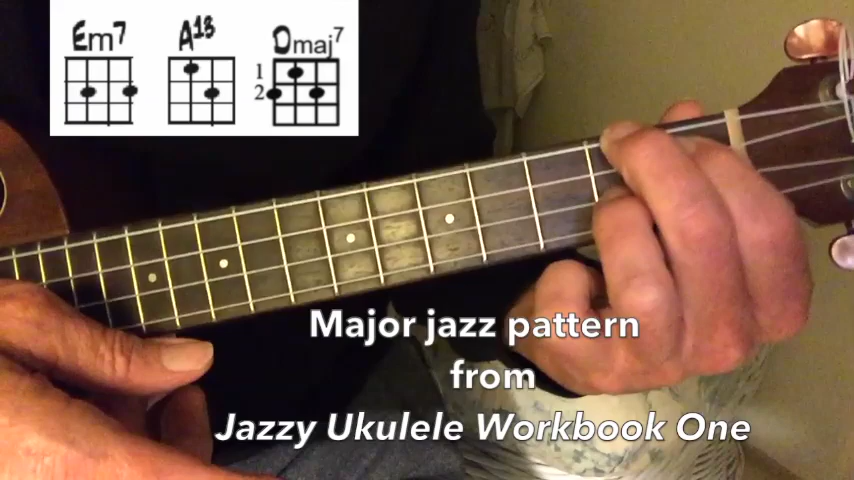 Em7 A13 Dmaj7
1
2
Major jazz pattern
from
Jazzy Ukulele Workbook One